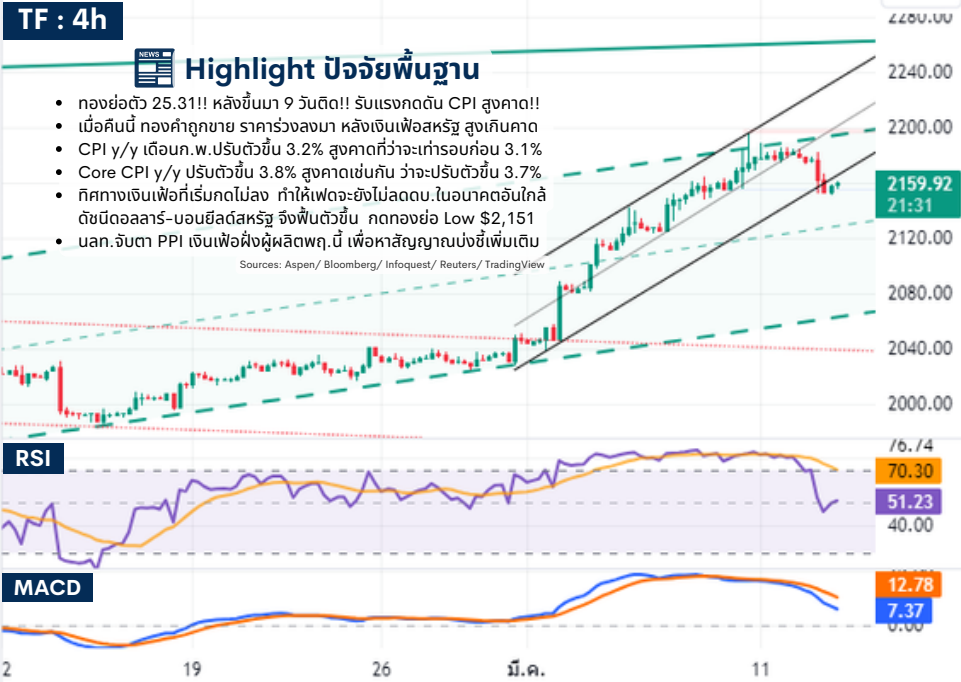 TF : 4h
NEWS
Highlight ปัจจัยพื้นฐาน
• ทองย่อตัว 25.31!! หลังขึ้นมา 9 วันติด!! รับแรงกดดัน CPI สูงคาด!!
• เมื่อคืนนี้ ทองคำถูกขาย ราคาร่วงลงมา หลังเงินเฟ้อสหรัฐ สูงเกินคาด
• CPI y/y เดือนก.พ.ปรับตัวขึ้น 3.2% สูงคาดที่ว่าจะเท่ารอบก่อน 3.1%
• Core CPI y/y ปรับตัวขึ้น 3.8% สูงคาดเช่นกัน ว่าจะปรับตัวขึ้น 3.7%
• ทิศทางเงินเฟ้อที่เริ่มกดไม่ลง ทำให้เฟดจะยังไม่ลดดบ.ในอนาคตอันใกล้
ดัชนีดอลลาร์-บอนยีลด์สหรัฐ จึงฟื้นตัวขึ้น กดทองย่อ Low $2,151
• นลท.จับตา PPI เงินเฟ้อฝั่งผู้ผลิตพฤ.นี้ เพื่อหาสัญญาณบ่งชี้เพิ่มเติม
Sources: Aspen/ Bloomberg/ Infoquest/ Reuters/ TradingView
2280.00
2240.00
2200.00
2159.92
21:31
2120.00
2080.00
2040.00
2000.00
RSI
76.74
70.30
51.23
40.00
MACD
12.78
7.37
0.00
2 19 26 มี.ค. 11